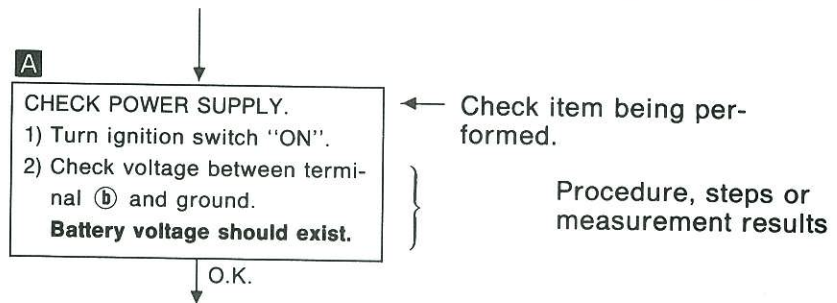 A
CHECK POWER SUPPLY.
1) Turn ignition switch "ON".
2) Check voltage between termi-
nal ⓑ and ground.
Battery voltage should exist.
O.K.
Check item being per-
formed.
Procedure, steps or
measurement results